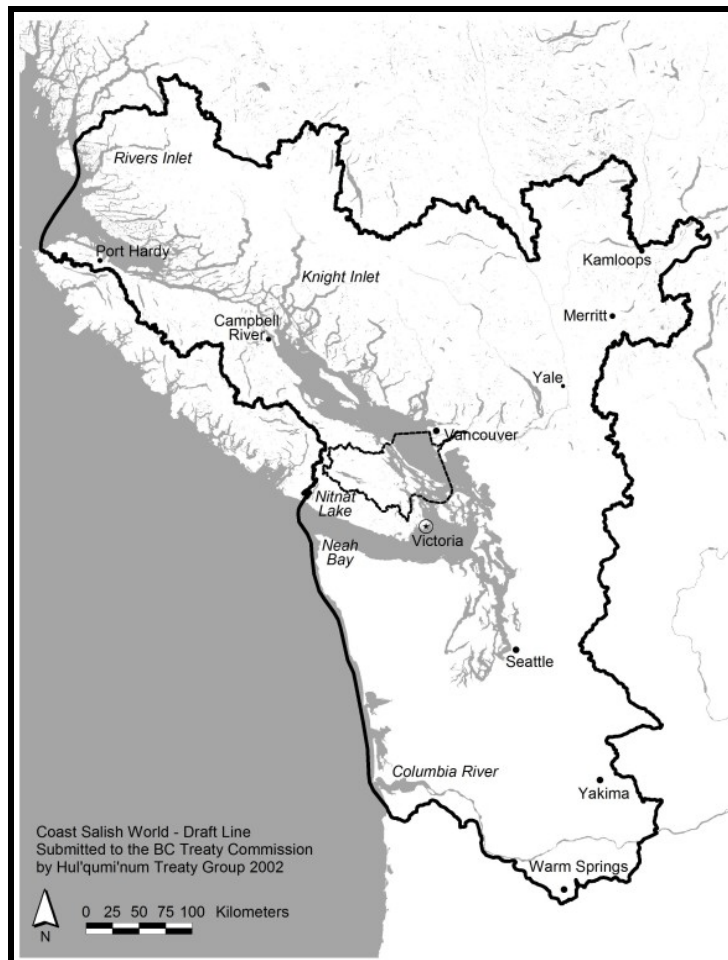 Rivers Inlet
Port Hardy
Knight Inlet
Kamloops
Campbell
River
Merritt
Yale
Vancouver
Nitnat
Lake
Victoria
Neah
Bay
Seattle
Columbia River
Yakima
Coast Salish World - Draft Line
Submitted to the BC Treaty Commission
by Hul'qumi'num Treaty Group 2002
Warm Springs
0 25 50 75 100 Kilometers
N